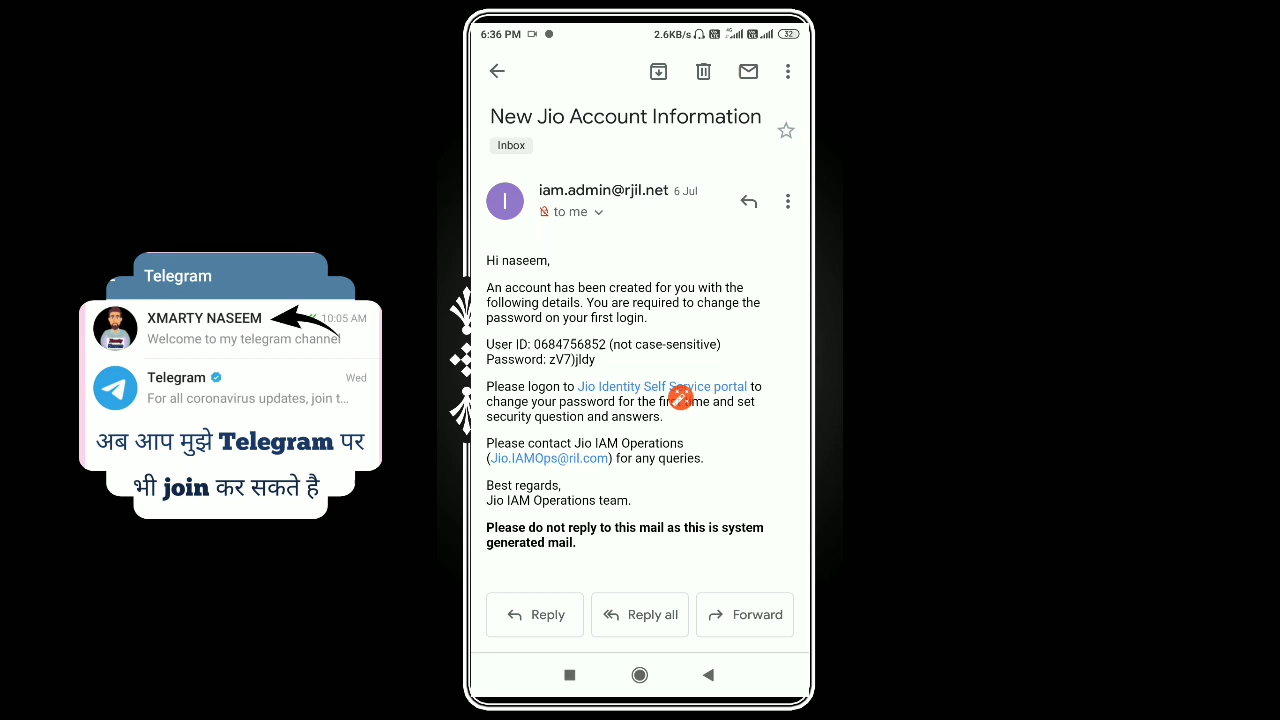 Telegram
XMARTY NASEEM
10:05 AM
Welcome to my telegram channel
Telegram
Wed
For all coronavirus updates, join t...
अब आप मुझे Telegram पर
भी join कर सकते है
6:36 PM
2.6KB/s
32
New Jio Account Information
Inbox
iam.admin@rjil.net 6 Jul
to me
Hi naseem,
An account has been created for you with the
following details. You are required to change the
password on your first login.
User ID: 0684756852 (not case-sensitive)
Password: zV7)jldy
Please logon to Jio Identity Self Service portal to
change your password for the first time and set
security question and answers.
Please contact Jio IAM Operations
(Jio.IAMOps@ril.com) for any queries.
Best regards,
Jio IAM Operations team.
Please do not reply to this mail as this is system
generated mail.
Reply
Reply all
Forward